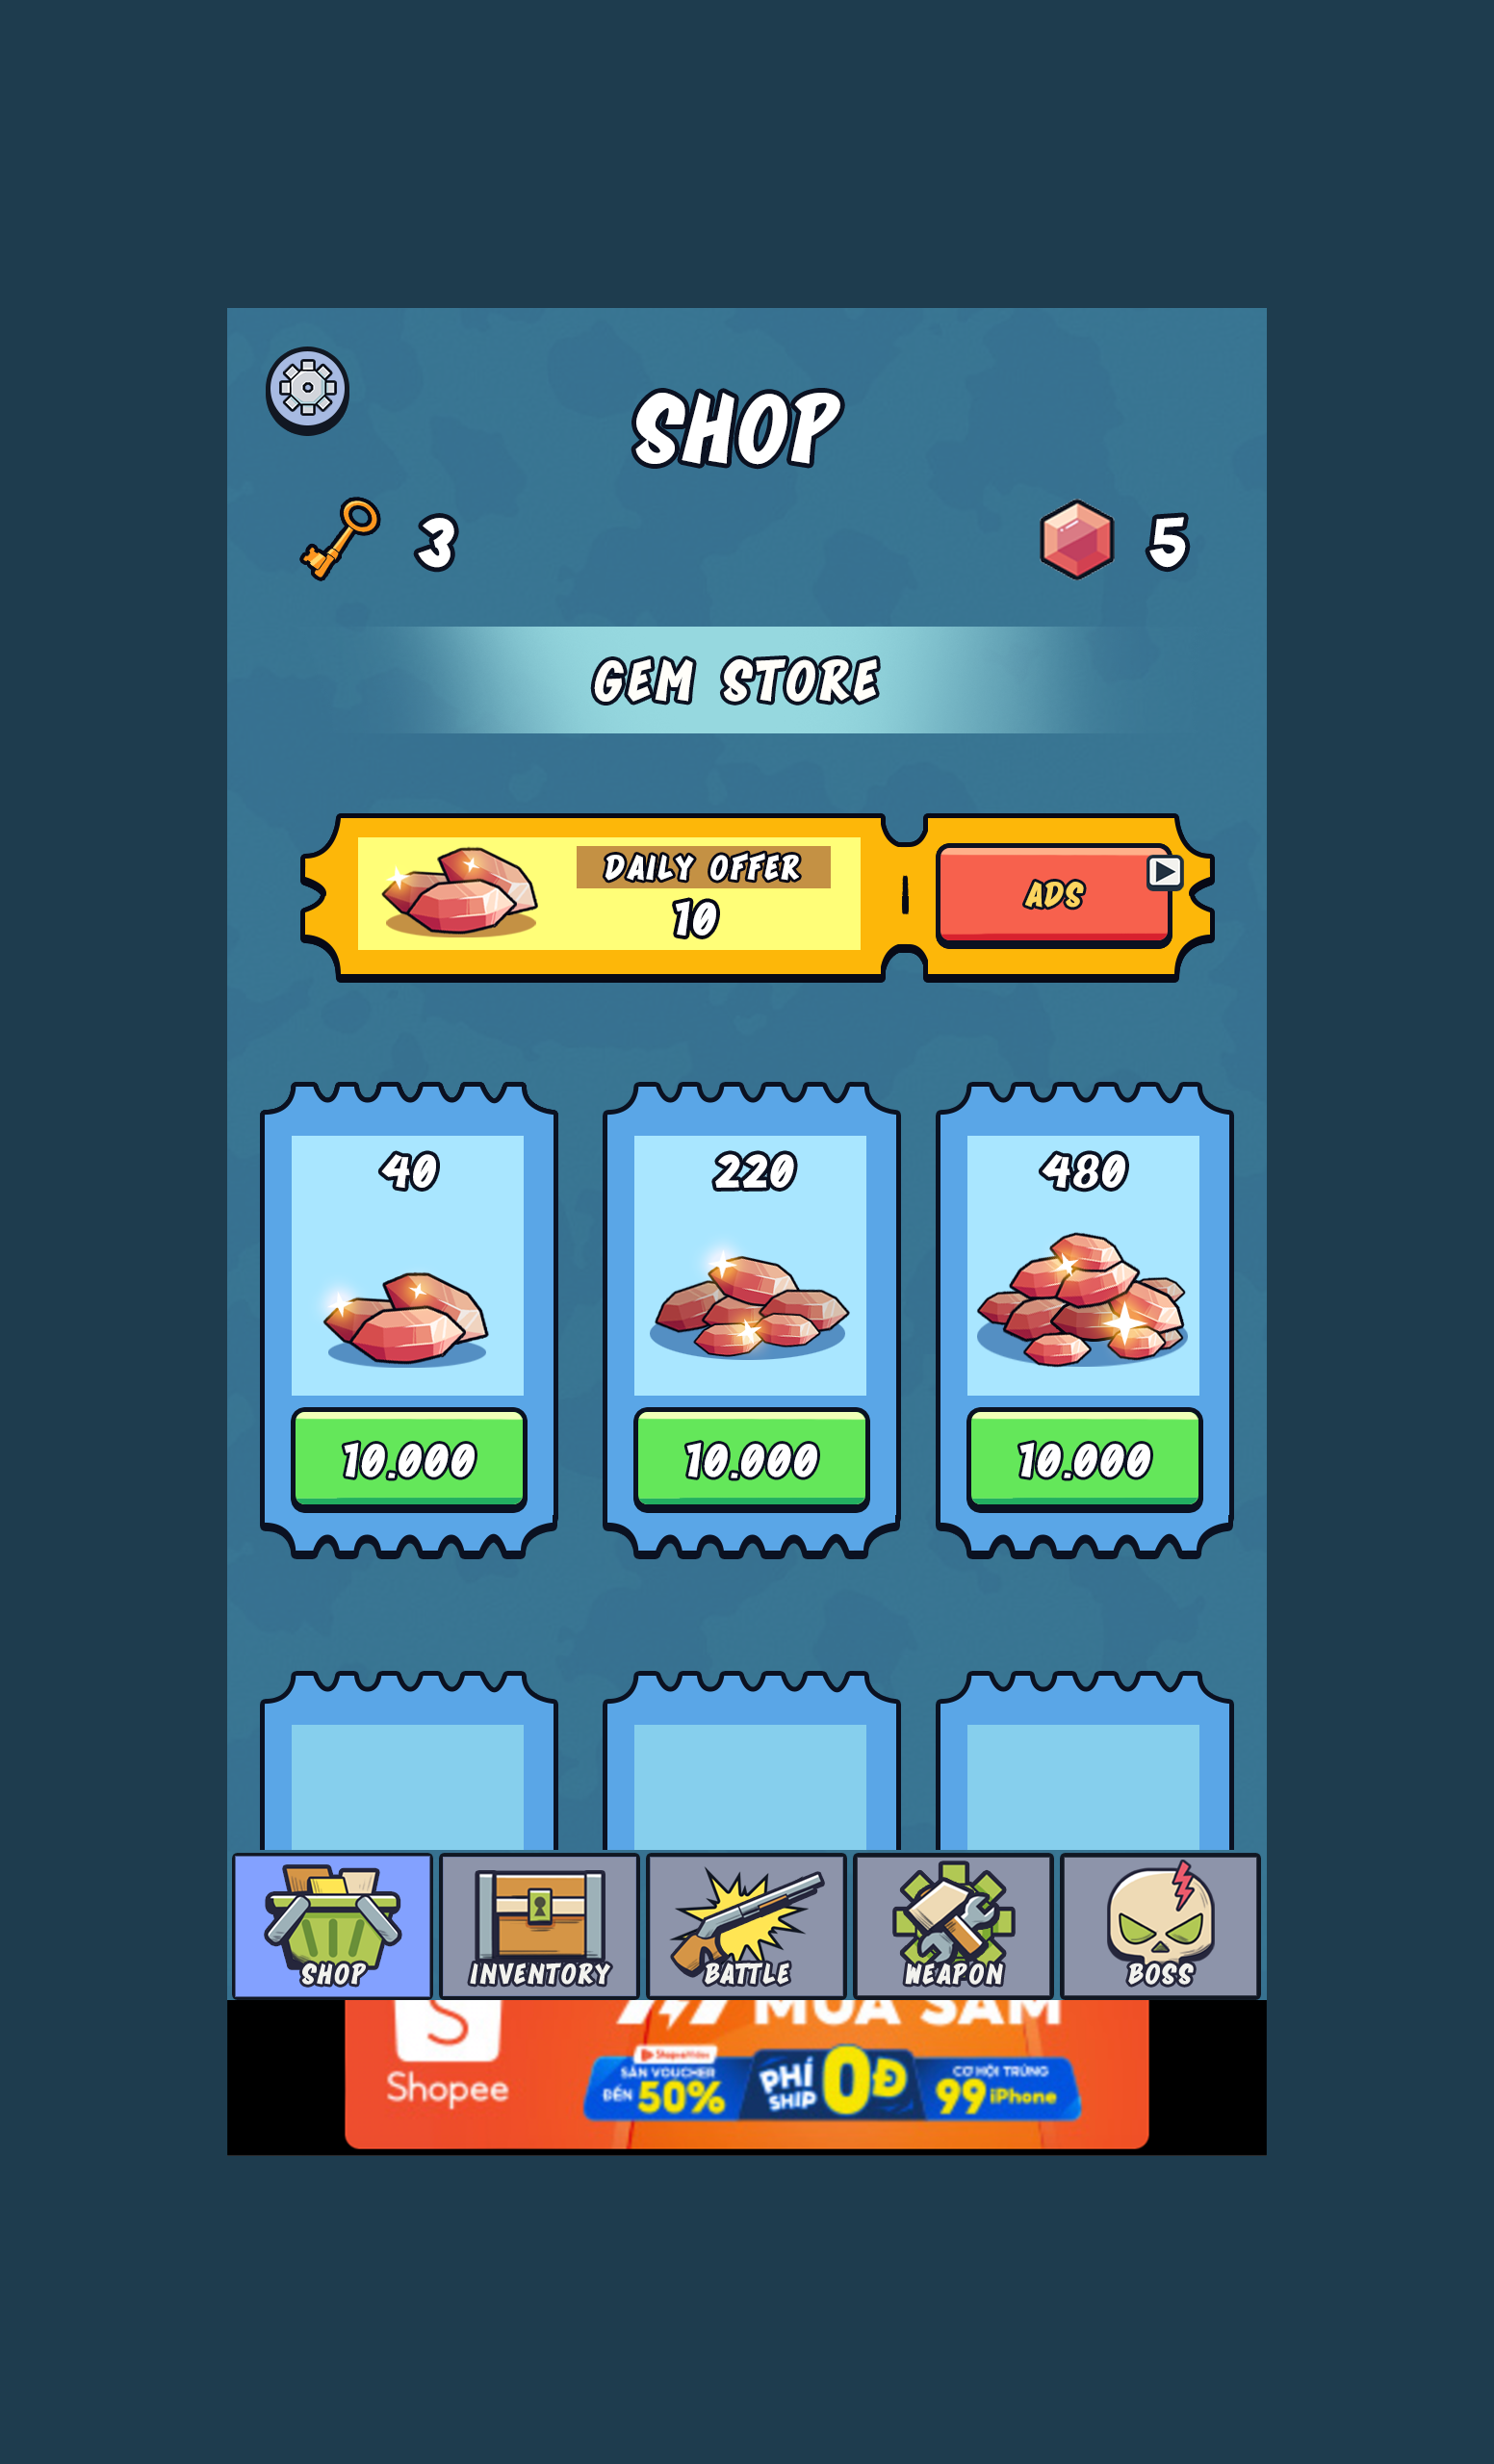 SHOP
3
5
GEM STORE
DAILY OFFER
10
ADS
40
220
480
10.000
10.000
10.000
SHOP
INVENTORY
BATTLE
WEAPON
BOSS
MUA SẮM
Shopee
SĂN VOUCHER
ĐẾN 50%
PHÍ
SHIP
0Đ
CƠ HỘI TRÚNG
99 iPhone